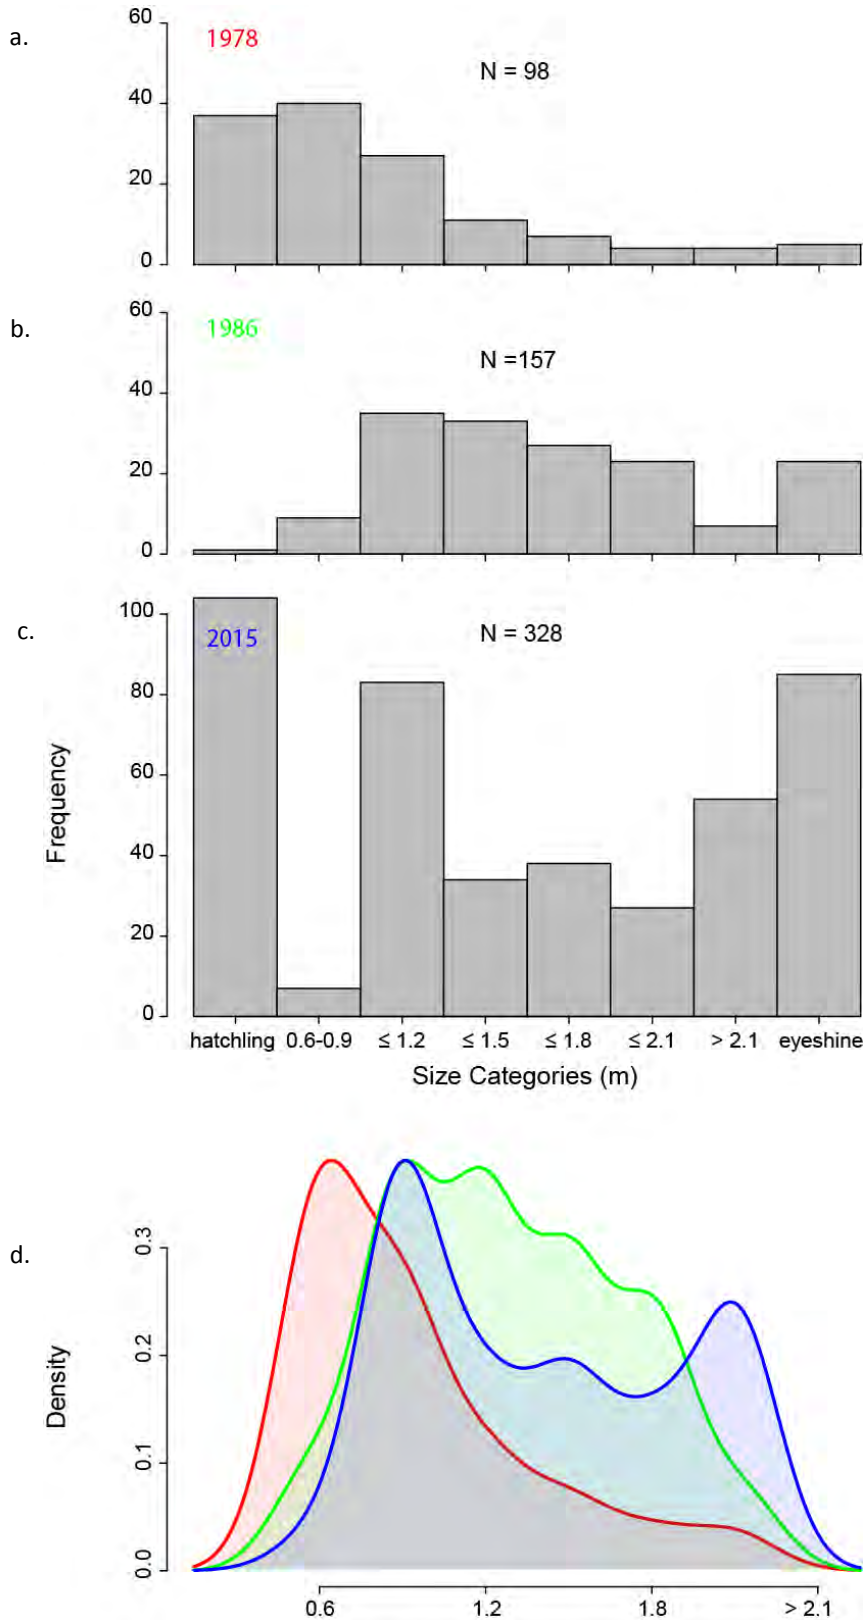 a.
1978
N = 98
60
40
20
0
b.
1986
N =157
60
40
20
0
c.
2015
N = 328
100
80
60
40
20
0
Frequency
hatchling 0.6-0.9 ≤ 1.2 ≤ 1.5 ≤ 1.8 ≤ 2.1 > 2.1 eyeshine
Size Categories (m)
d.
0.3
0.2
0.1
0.0
Density
0.6 1.2 1.8 > 2.1